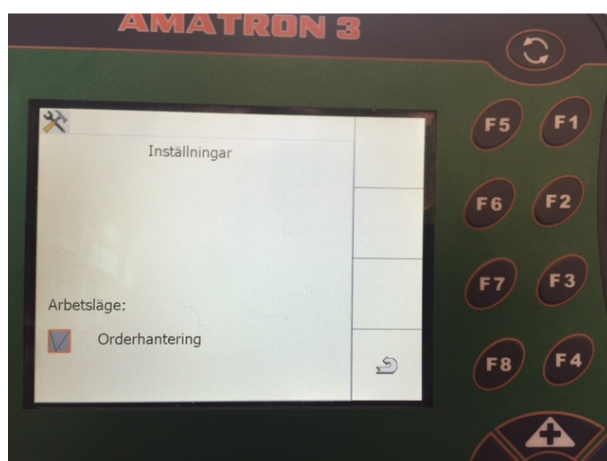 AMATRON 3
Inställningar
Arbetsläge:
Orderhantering
F5 F1
F6 F2
F7 F3
F8 F4